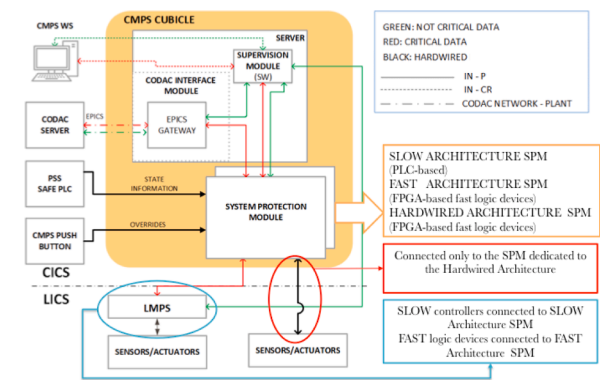 CMPS CUBICLE
CMPS WS
SERVER
SUPERVISION
MODULE
(SW)
CODAC INTERFACE
MODULE
CODAC
SERVER
EPICS
EPICS
GATEWAY
PSS
SAFE PLC
STATE
INFORMATION
SYSTEM PROTECTION
MODULE
CMPS PUSH
BUTTON
OVERRIDES
CICS
LICS
LMPS
SENSORS/ACTUATORS
SENSORS/ACTUATORS
GREEN: NOT CRITICAL DATA
RED: CRITICAL DATA
BLACK: HARDWIRED
IN - P
IN - CR
CODAC NETWORK - PLANT
SLOW ARCHITECTURE SPM
(PLC-based)
FAST ARCHITECTURE SPM
(FPGA-based fast logic devices)
HARDWIRED ARCHITECTURE SPM
(FPGA-based fast logic devices)
Connected only to the SPM dedicated to
the Hardwired Architecture
SLOW controllers connected to SLOW
Architecture SPM
FAST logic devices connected to FAST
Architecture SPM